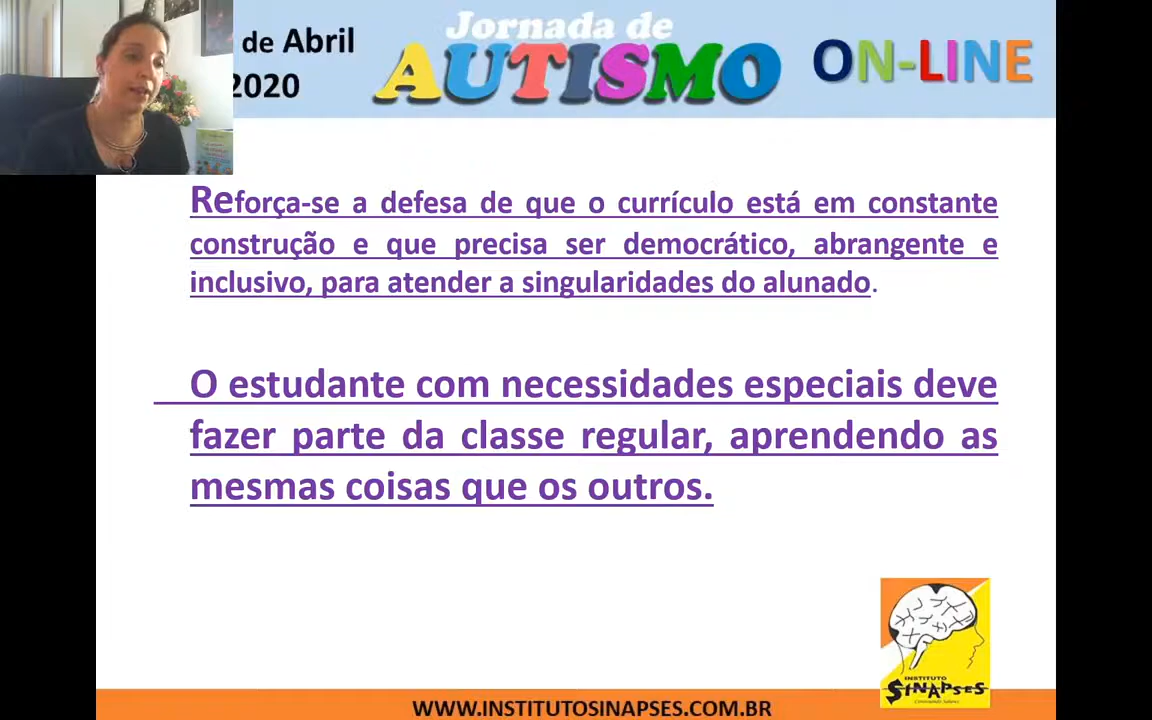 de Abril
2020
Jornada de
AUTISMO
ON-LINE
Reforça-se a defesa de que o currículo está em constante
construção e que precisa ser democrático, abrangente e
inclusivo, para atender a singularidades do alunado.
O estudante com necessidades especiais deve
fazer parte da classe regular, aprendendo as
mesmas coisas que os outros.
INSTITUTO
SINAPSES
WWW.INSTITUTOSINAPSES.COM.BR